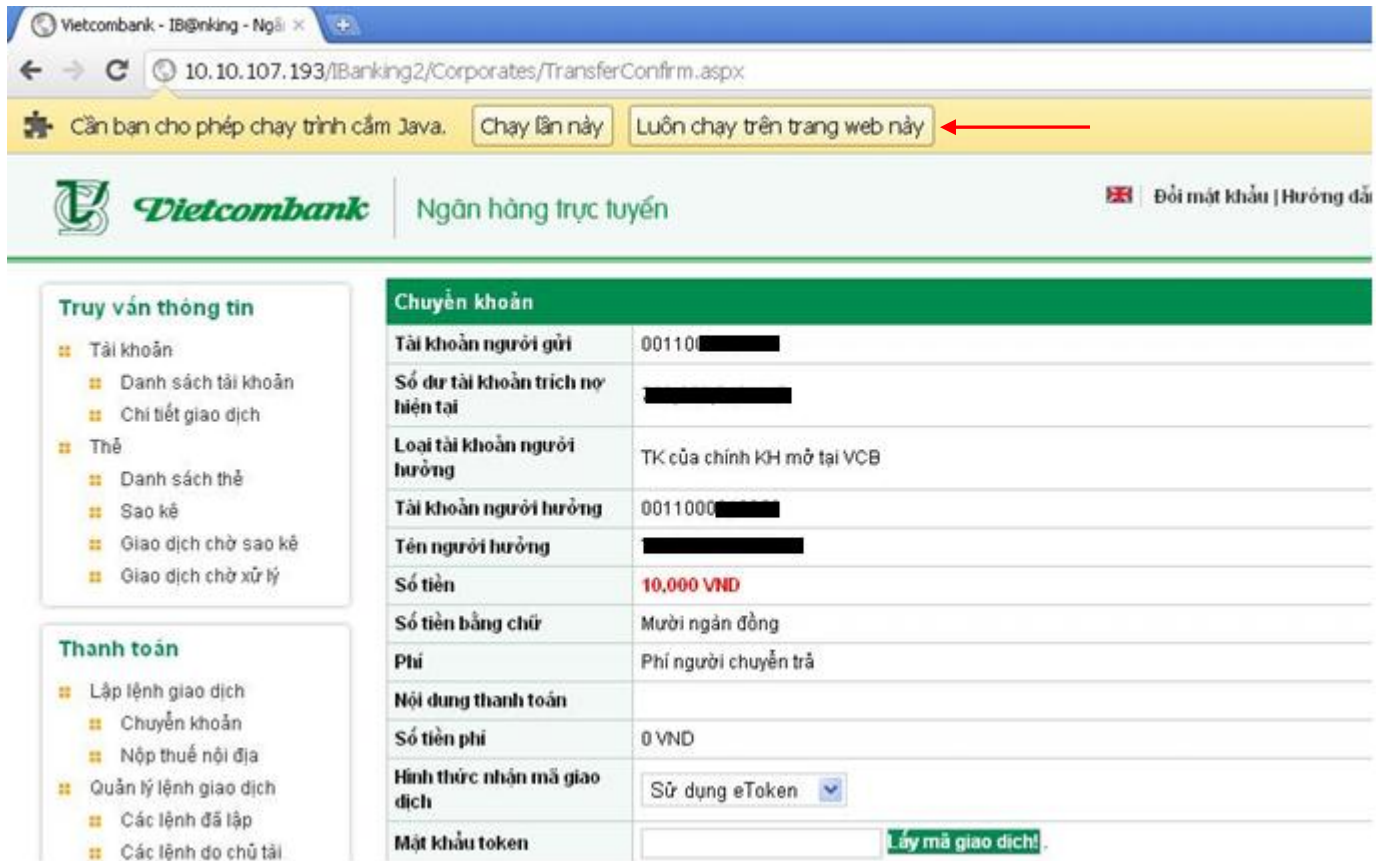 Vietcombank - IB@nking - Ngâ
10.10.107.193/IBanking2/Corporates/TransferConfirm.aspx
Cần bạn cho phép chạy trình cắm Java. Chạy lần này Luôn chạy trên trang web này
Vietcombank Ngân hàng trực tuyến
Đổi mật khẩu | Hướng dẫ
Truy vấn thông tin
Tài khoản
Danh sách tài khoản
Chi tiết giao dịch
Thẻ
Danh sách thẻ
Sao kê
Giao dịch chờ sao kê
Giao dịch chờ xử lý
Thanh toán
Lập lệnh giao dịch
Chuyển khoản
Nộp thuế nội địa
Quản lý lệnh giao dịch
Các lệnh đã lập
Các lệnh do chủ tài
Chuyển khoản
Tài khoản người gửi 00110
Số dư tài khoản trích nợ
hiện tại
Loại tài khoản người
hưởng
TK của chính KH mở tại VCB
Tài khoản người hưởng 0011000
Tên người hưởng
Số tiền 10,000 VND
Số tiền bằng chữ Mười ngàn đồng
Phí Phí người chuyển trả
Nội dung thanh toán
Số tiền phí 0 VND
Hình thức nhận mã giao
dịch
Sử dụng eToken
Mật khẩu token Lấy mã giao dịch! .